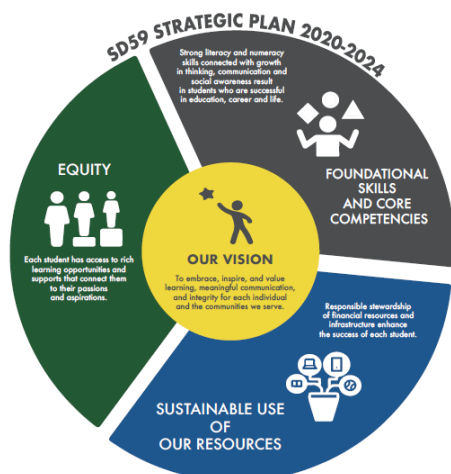 SD59 STRATEGIC PLAN 2020-2024
Strong literacy and numeracy
skills connected with growth
in thinking, communication and
social awareness result
in students who are successful
in education, career and life.
FOUNDATIONAL
SKILLS
AND CORE
COMPETENCIES
EQUITY
Each student has access to rich
learning opportunities and
supports that connect them
to their passions
and aspirations.
OUR VISION
To embrace, inspire, and value
learning, meaningful communication,
and integrity for each individual
and the communities we serve.
Responsible stewardship
of financial resources and
infrastructure enhance
the success of each student.
SUSTAINABLE USE
OF
OUR RESOURCES